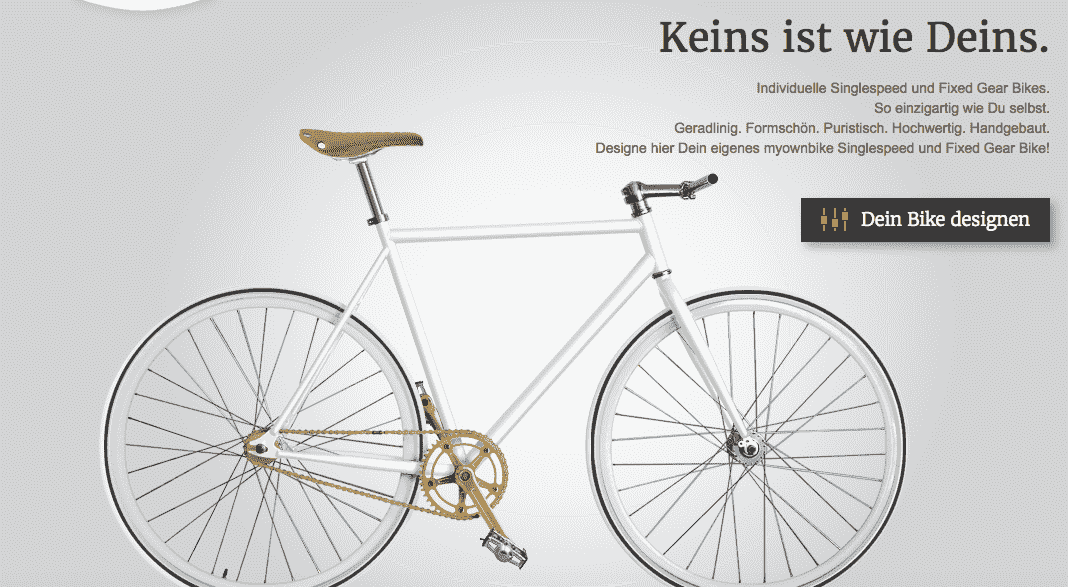 Keins ist wie Deins.
Individuelle Singlespeed und Fixed Gear Bikes.
So einzigartig wie Du selbst.
Geradlinig. Formschön. Puristisch. Hochwertig. Handgebaut.
Designe hier Dein eigenes myownbike Singlespeed und Fixed Gear Bike!
Dein Bike designen